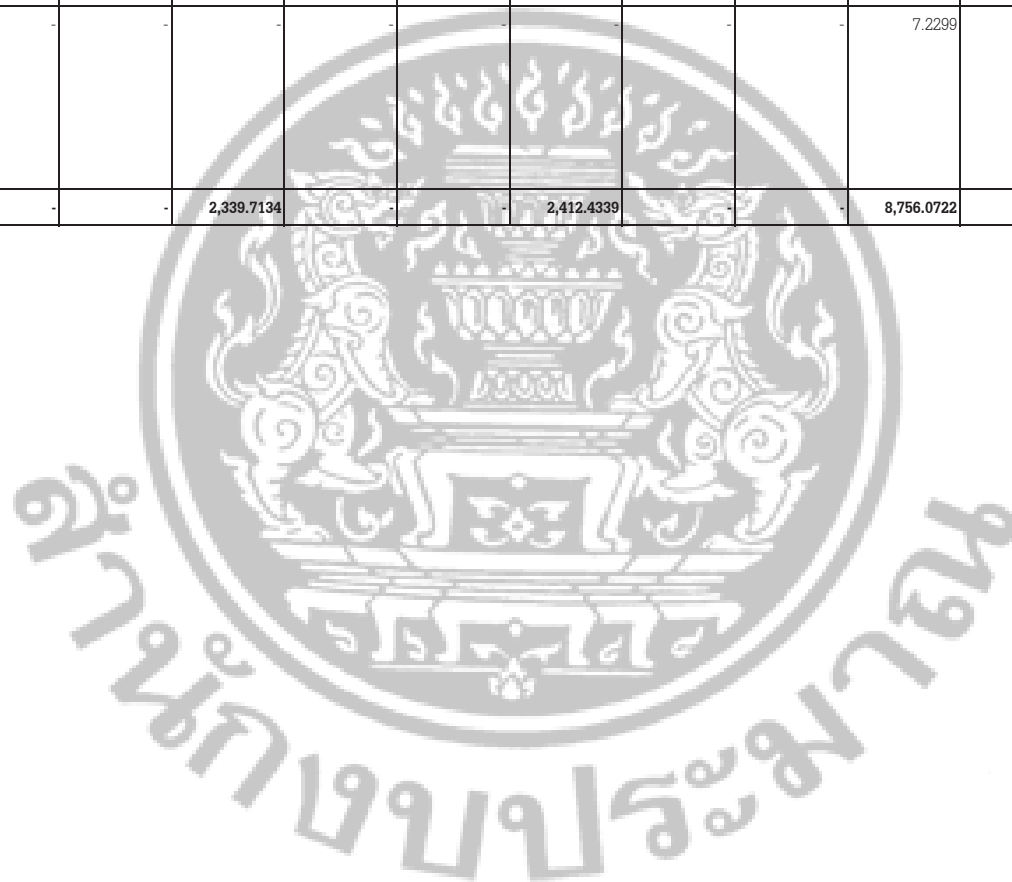 - - - - - - - - 7.2299
- - 2,339.7134 - - 2,412.4339 - - 8,756.0722
สำนักงบประมาณ